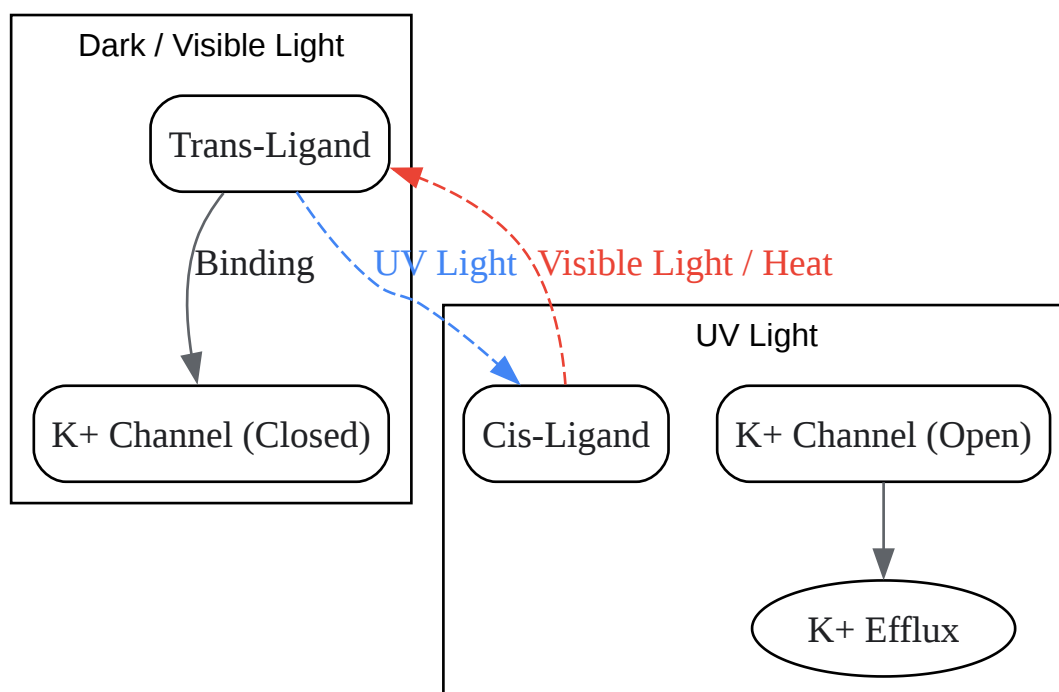 Dark / Visible Light
Trans-Ligand
Binding
UV Light
Visible Light / Heat
UV Light
K+ Channel (Closed)
Cis-Ligand
K+ Channel (Open)
K+ Efflux